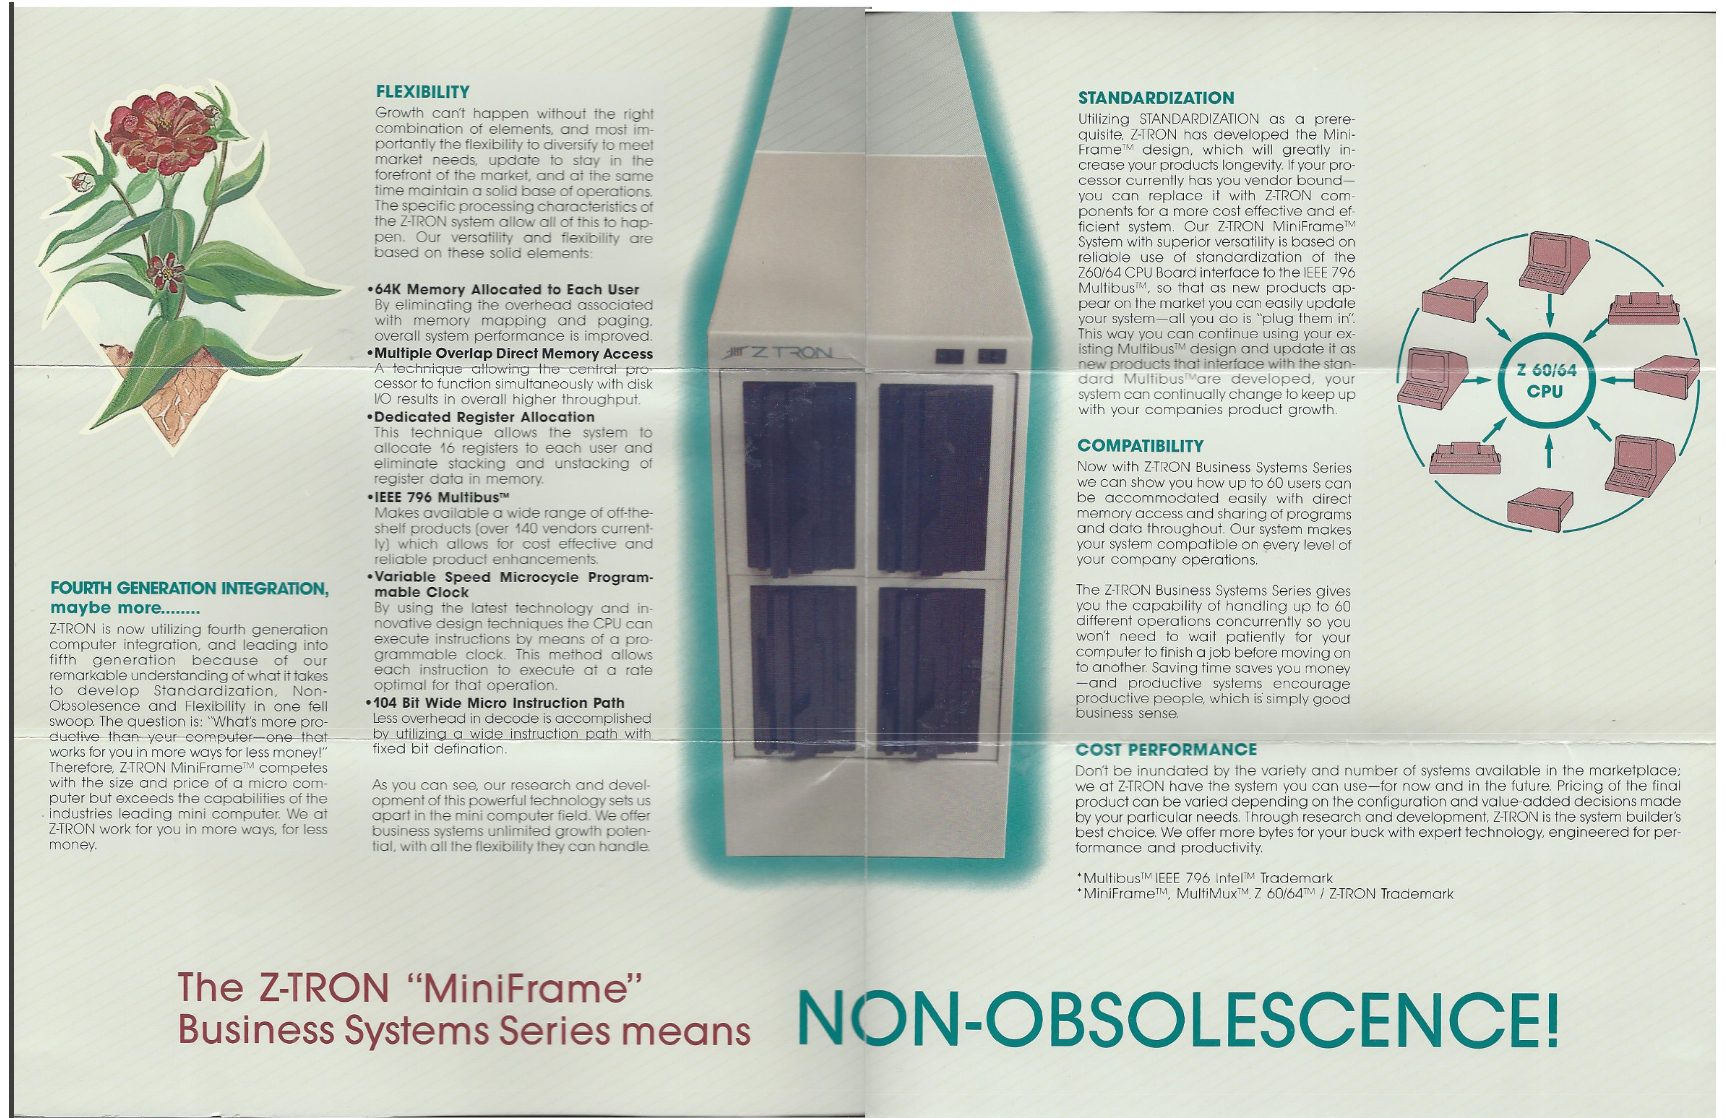 FLEXIBILITY
Growth can't happen without the right
combination of elements, and most im-
portantly the flexibility to diversify to meet
market needs, update to stay in the
forefront of the market, and at the same
time maintain a solid base of operations.
The specific processing characteristics of
the Z-TRON system allow all of this to hap-
pen. Our versatility and flexibility are
based on these solid elements:
•64K Memory Allocated to Each User
By eliminating the overhead associated
with memory mapping and paging,
overall system performance is improved.
•Multiple Overlap Direct Memory Access
A technique allowing the central pro-
cessor to function simultaneously with disk
I/O results in overall higher throughput.
•Dedicated Register Allocation
This technique allows the system to
allocate 16 registers to each user and
eliminate stacking and unstacking of
register data in memory.
•IEEE 796 Multibus™
Makes available a wide range of off-the-
shelf products (over 140 vendors current-
ly) which allows for cost effective and
reliable product enhancements.
•Variable Speed Microcycle Program-
mable Clock
By using the latest technology and in-
novative design techniques the CPU can
execute instructions by means of a pro-
grammable clock. This method allows
each instruction to execute at a rate
optimal for that operation.
•104 Bit Wide Micro Instruction Path
Less overhead in decode is accomplished
by utilizing a wide instruction path with
fixed bit defination.
As you can see, our research and devel-
opment of this powerful technology sets us
apart in the mini computer field. We offer
business systems unlimited growth poten-
tial, with all the flexibility they can handle.
FOURTH GENERATION INTEGRATION,
maybe more........
Z-TRON is now utilizing fourth generation
computer integration, and leading into
fifth generation because of our
remarkable understanding of what it takes
to develop Standardization, Non-
Obsolesence and Flexibility in one fell
swoop. The question is: "What's more pro-
ductive than your computer—one that
works for you in more ways for less money!"
Therefore, Z-TRON MiniFrame™ competes
with the size and price of a micro com-
puter but exceeds the capabilities of the
industries leading mini computer. We at
Z-TRON work for you in more ways, for less
money.
Z TRON
STANDARDIZATION
Utilizing STANDARDIZATION as a prere-
quisite, Z-TRON has developed the Mini-
Frame™ design, which will greatly in-
crease your products longevity. If your pro-
cessor currently has you vendor bound—
you can replace it with Z-TRON com-
ponents for a more cost effective and ef-
ficient system. Our Z-TRON MiniFrame™
System with superior versatility is based on
reliable use of standardization of the
Z60/64 CPU Board interface to the IEEE 796
Multibus™, so that as new products ap-
pear on the market you can easily update
your system—all you do is "plug them in".
This way you can continue using your ex-
isting Multibus™ design and update it as
new products that interface with the stan-
dard Multibus™are developed, your
system can continually change to keep up
with your companies product growth.
Z 60/64
CPU
COMPATIBILITY
Now with Z-TRON Business Systems Series
we can show you how up to 60 users can
be accommodated easily with direct
memory access and sharing of programs
and data throughout. Our system makes
your system compatible on every level of
your company operations.
The Z-TRON Business Systems Series gives
you the capability of handling up to 60
different operations concurrently so you
won't need to wait patiently for your
computer to finish a job before moving on
to another. Saving time saves you money
—and productive systems encourage
productive people, which is simply good
business sense.
COST PERFORMANCE
Don't be inundated by the variety and number of systems available in the marketplace;
we at Z-TRON have the system you can use—for now and in the future. Pricing of the final
product can be varied depending on the configuration and value-added decisions made
by your particular needs. Through research and development, Z-TRON is the system builder's
best choice. We offer more bytes for your buck with expert technology, engineered for per-
formance and productivity.
*Multibus™ IEEE 796 Intel™ Trademark
*MiniFrame™, MultiMux™, Z 60/64™ / Z-TRON Trademark
The Z-TRON "MiniFrame"
Business Systems Series means NON-OBSOLESCENCE!